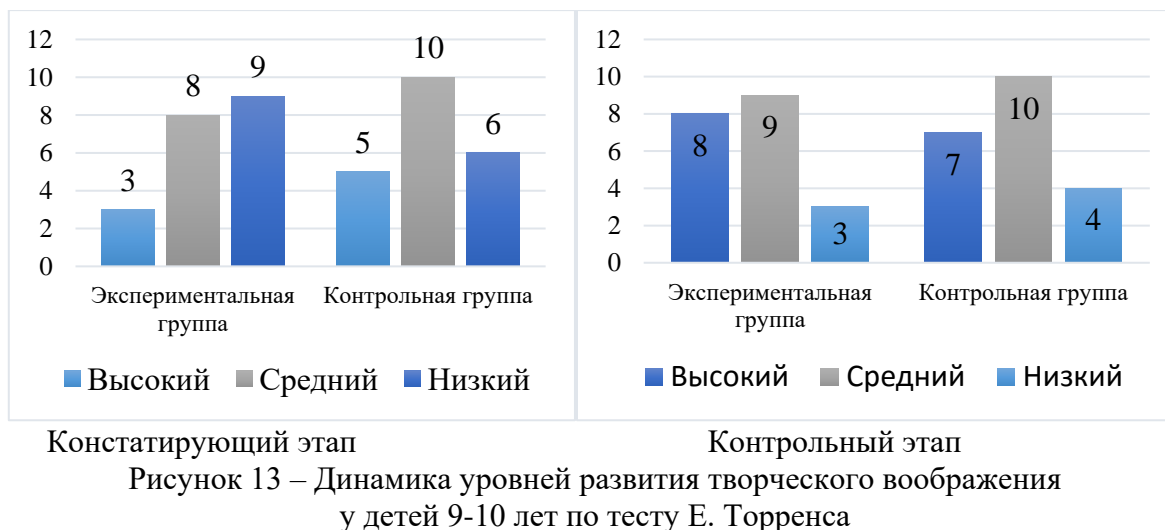 12
10
8
6
4
2
0
3
8
9
5
10
6
Экспериментальная
группа
Контрольная группа
Высокий Средний Низкий
12
10
8
6
4
2
0
8
9
3
7
10
4
Экспериментальная
группа
Контрольная группа
Высокий Средний Низкий
Констатирующий этап Контрольный этап
Рисунок 13 – Динамика уровней развития творческого воображения
у детей 9-10 лет по тесту Е. Торренса